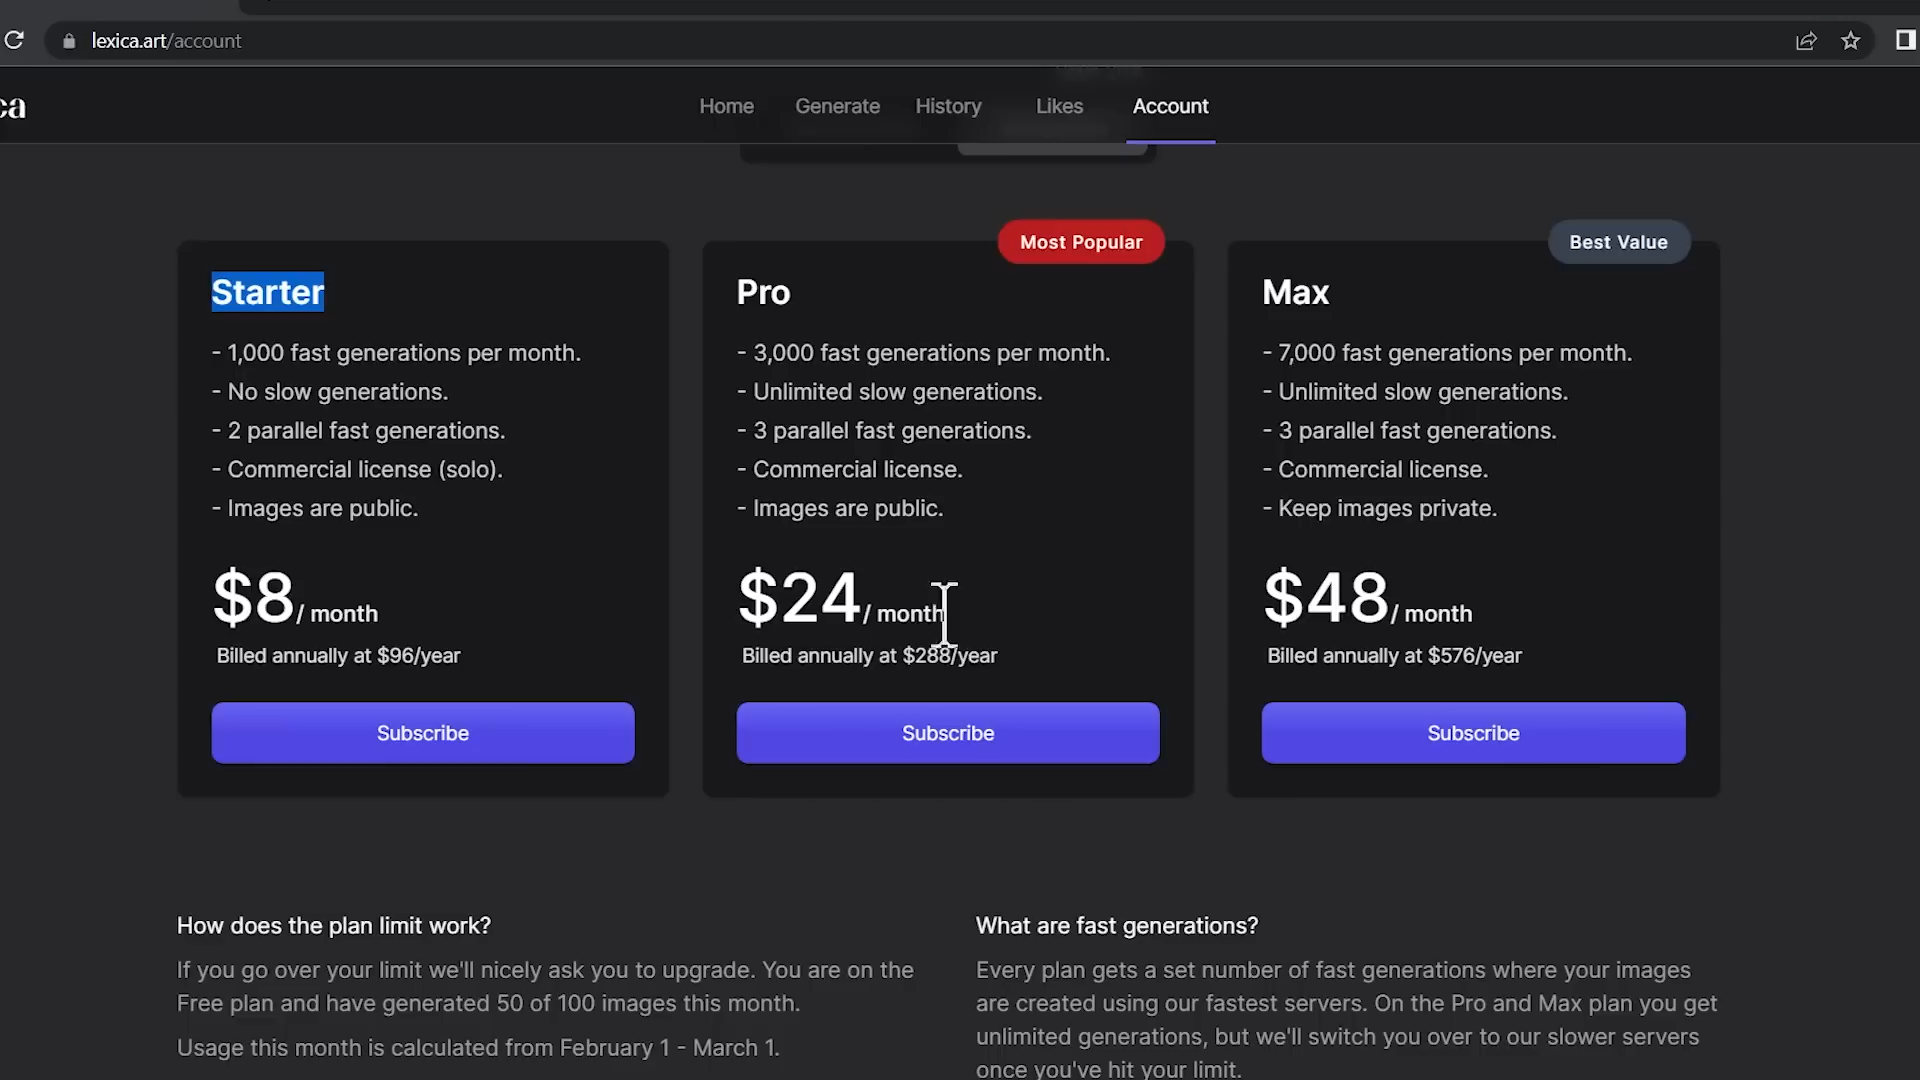 lexica.art/account
ca
Home Generate History Likes Account
Most Popular
Best Value
Starter
- 1,000 fast generations per month.
- No slow generations.
- 2 parallel fast generations.
- Commercial license (solo).
- Images are public.
$8/ month
Billed annually at $96/year
Subscribe
Pro
- 3,000 fast generations per month.
- Unlimited slow generations.
- 3 parallel fast generations.
- Commercial license.
- Images are public.
$24/ month
Billed annually at $288/year
Subscribe
Max
- 7,000 fast generations per month.
- Unlimited slow generations.
- 3 parallel fast generations.
- Commercial license.
- Keep images private.
$48/ month
Billed annually at $576/year
Subscribe
How does the plan limit work?
If you go over your limit we'll nicely ask you to upgrade. You are on the
Free plan and have generated 50 of 100 images this month.
Usage this month is calculated from February 1 - March 1.
What are fast generations?
Every plan gets a set number of fast generations where your images
are created using our fastest servers. On the Pro and Max plan you get
unlimited generations, but we'll switch you over to our slower servers
once you've hit your limit.